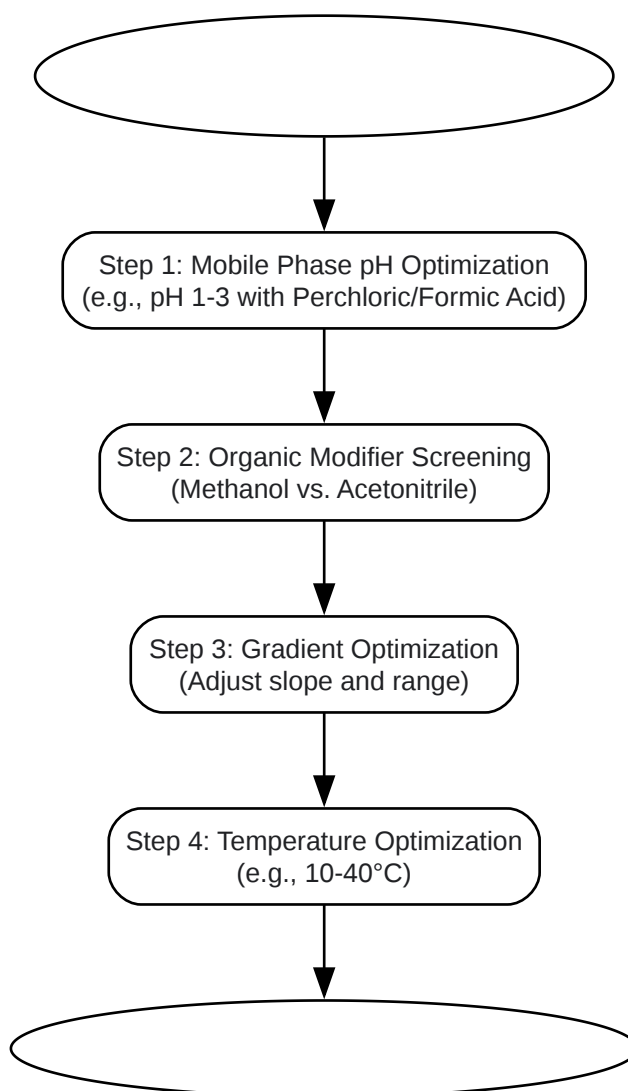 Step 1: Mobile Phase pH Optimization
(e.g., pH 1-3 with Perchloric/Formic Acid)
Step 2: Organic Modifier Screening
(Methanol vs. Acetonitrile)
Step 3: Gradient Optimization
(Adjust slope and range)
Step 4: Temperature Optimization
(e.g., 10-40°C)